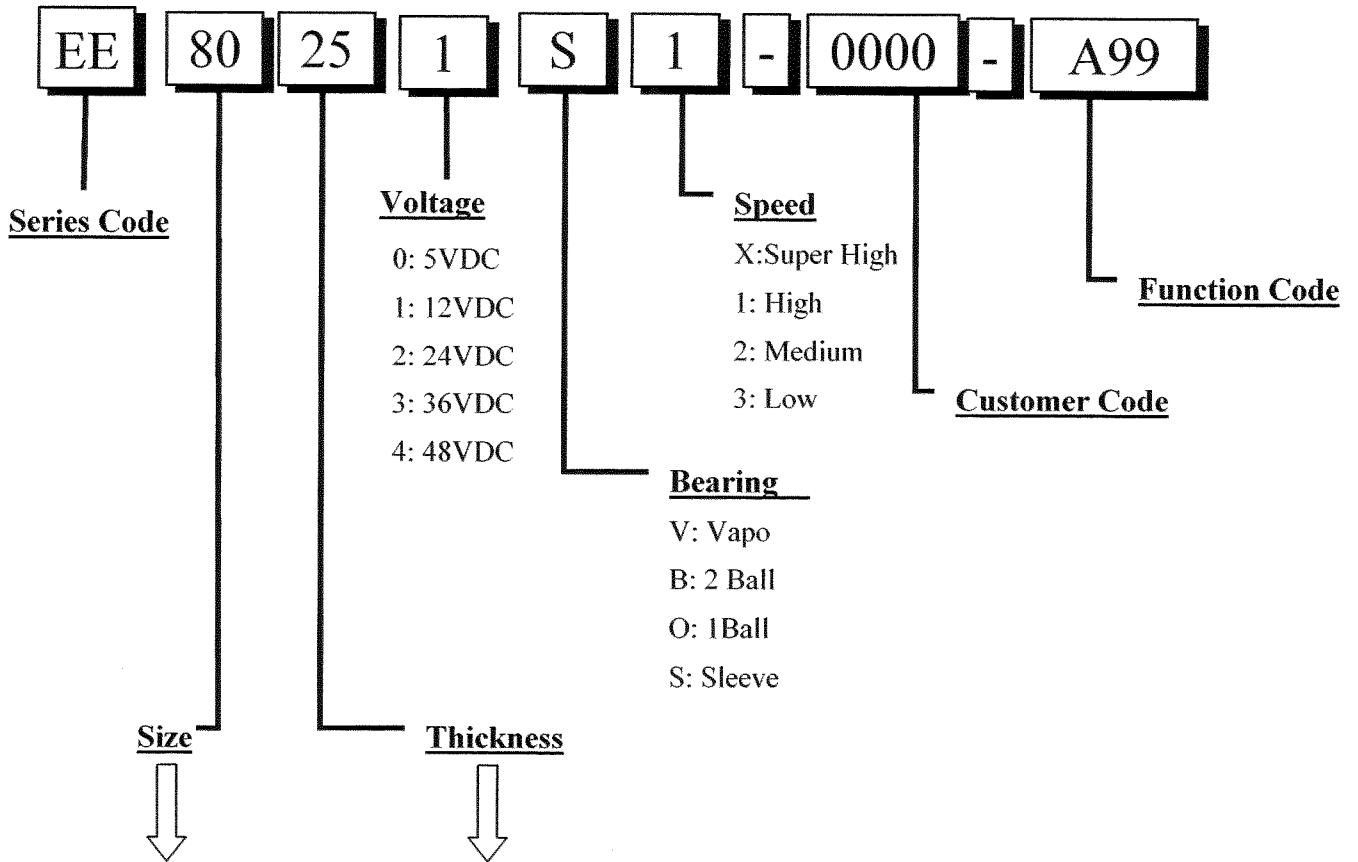 EE 80 25 1 S 1 - 0000 - A99
Series Code
Voltage
0: 5VDC
1: 12VDC
2: 24VDC
3: 36VDC
4: 48VDC
Speed
X:Super High
1: High
2: Medium
3: Low
Function Code
Customer Code
Bearing
V: Vapo
B: 2 Ball
O: 1Ball
S: Sleeve
Size
Thickness